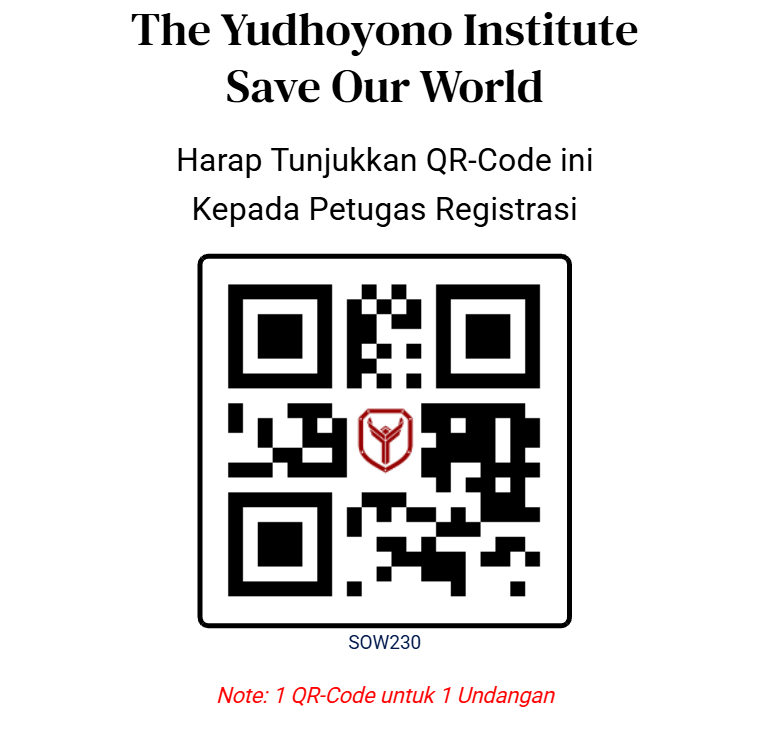 The Yudhoyono Institute
Save Our World
Harap Tunjukkan QR-Code ini
Kepada Petugas Registrasi
SOW230
Note: 1 QR-Code untuk 1 Undangan